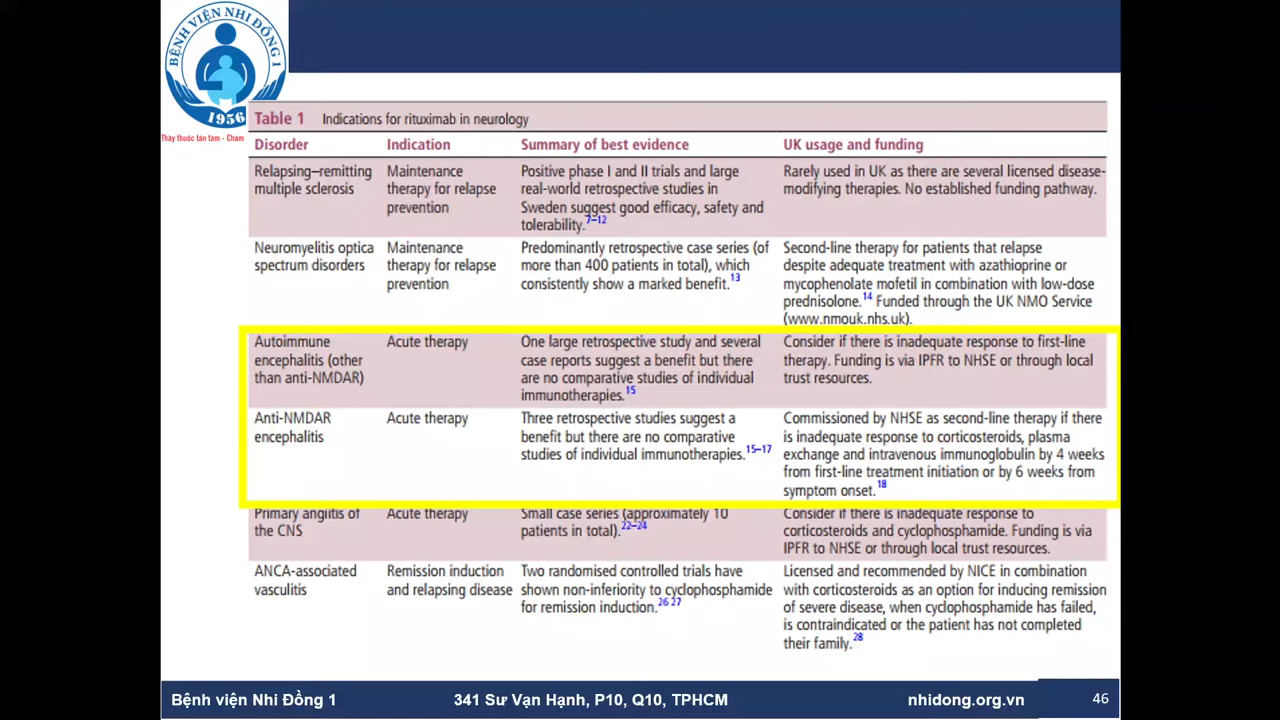 BỆNH VIỆN NHI ĐỒNG 1
1956
Thầy thuốc tận tâm - Chăm
Table 1 Indications for rituximab in neurology
Disorder Indication Summary of best evidence UK usage and funding
Relapsing–remitting multiple sclerosis
Maintenance therapy for relapse prevention
Positive phase I and II trials and large
real-world retrospective studies in
Sweden suggest good efficacy, safety and
tolerability.7–12
Rarely used in UK as there are several licensed disease-
modifying therapies. No established funding pathway.
Neuromyelitis optica
spectrum disorders
Maintenance
therapy for relapse
prevention
Predominantly retrospective case series (of
more than 400 patients in total), which
consistently show a marked benefit.13
Second-line therapy for patients that relapse
despite adequate treatment with azathioprine or
mycophenolate mofetil in combination with low-dose
prednisolone.14 Funded through the UK NMO Service
(www.nmouk.nhs.uk).
Autoimmune
encephalitis (other
than anti-NMDAR)
Acute therapy
One large retrospective study and several
case reports suggest a benefit but there
are no comparative studies of individual
immunotherapies.15
Consider if there is inadequate response to first-line
therapy. Funding is via IPFR to NHSE or through local
trust resources.
Anti-NMDAR
encephalitis
Acute therapy
Three retrospective studies suggest a
benefit but there are no comparative
studies of individual immunotherapies.15–17
Commissioned by NHSE as second-line therapy if there
is inadequate response to corticosteroids, plasma
exchange and intravenous immunoglobulin by 4 weeks
from first-line treatment initiation or by 6 weeks from
symptom onset.18
Primary angitis of
the CNS
Acute therapy
Small case series (approximately 10
patients in total).22–24
Consider if there is inadequate response to
corticosteroids and cyclophosphamide. Funding is via
IPFR to NHSE or through local trust resources.
ANCA-associated
vasculitis
Remission induction
and relapsing disease
Two randomised controlled trials have
shown non-inferiority to cyclophosphamide
for remission induction.26 27
Licensed and recommended by NICE in combination
with corticosteroids as an option for inducing remission
of severe disease, when cyclophosphamide has failed,
is contraindicated or the patient has not completed
their family.28
Bệnh viện Nhi Đồng 1 341 Sư Vạn Hạnh, P10, Q10, TPHCM nhidong.org.vn 46